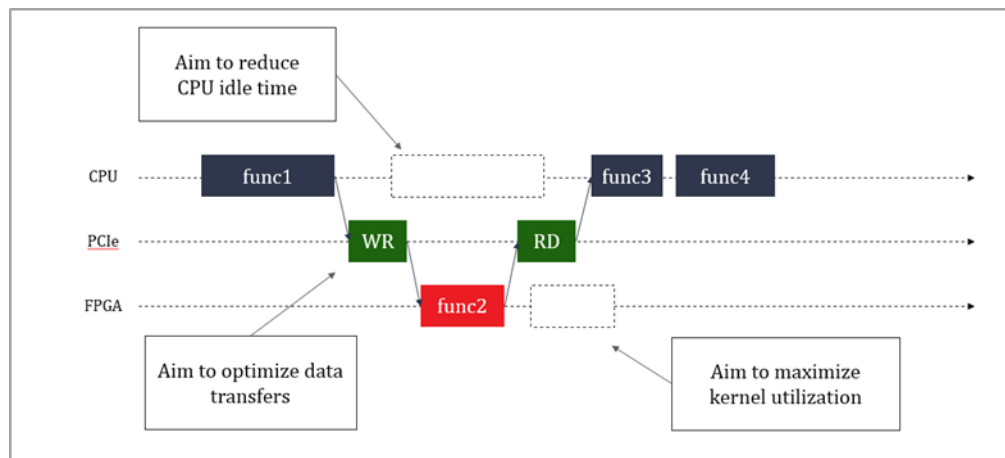 Aim to reduce
CPU idle time
CPU
func1
func3
func4
PCIe
WR
RD
FPGA
func2
Aim to optimize data
transfers
Aim to maximize
kernel utilization